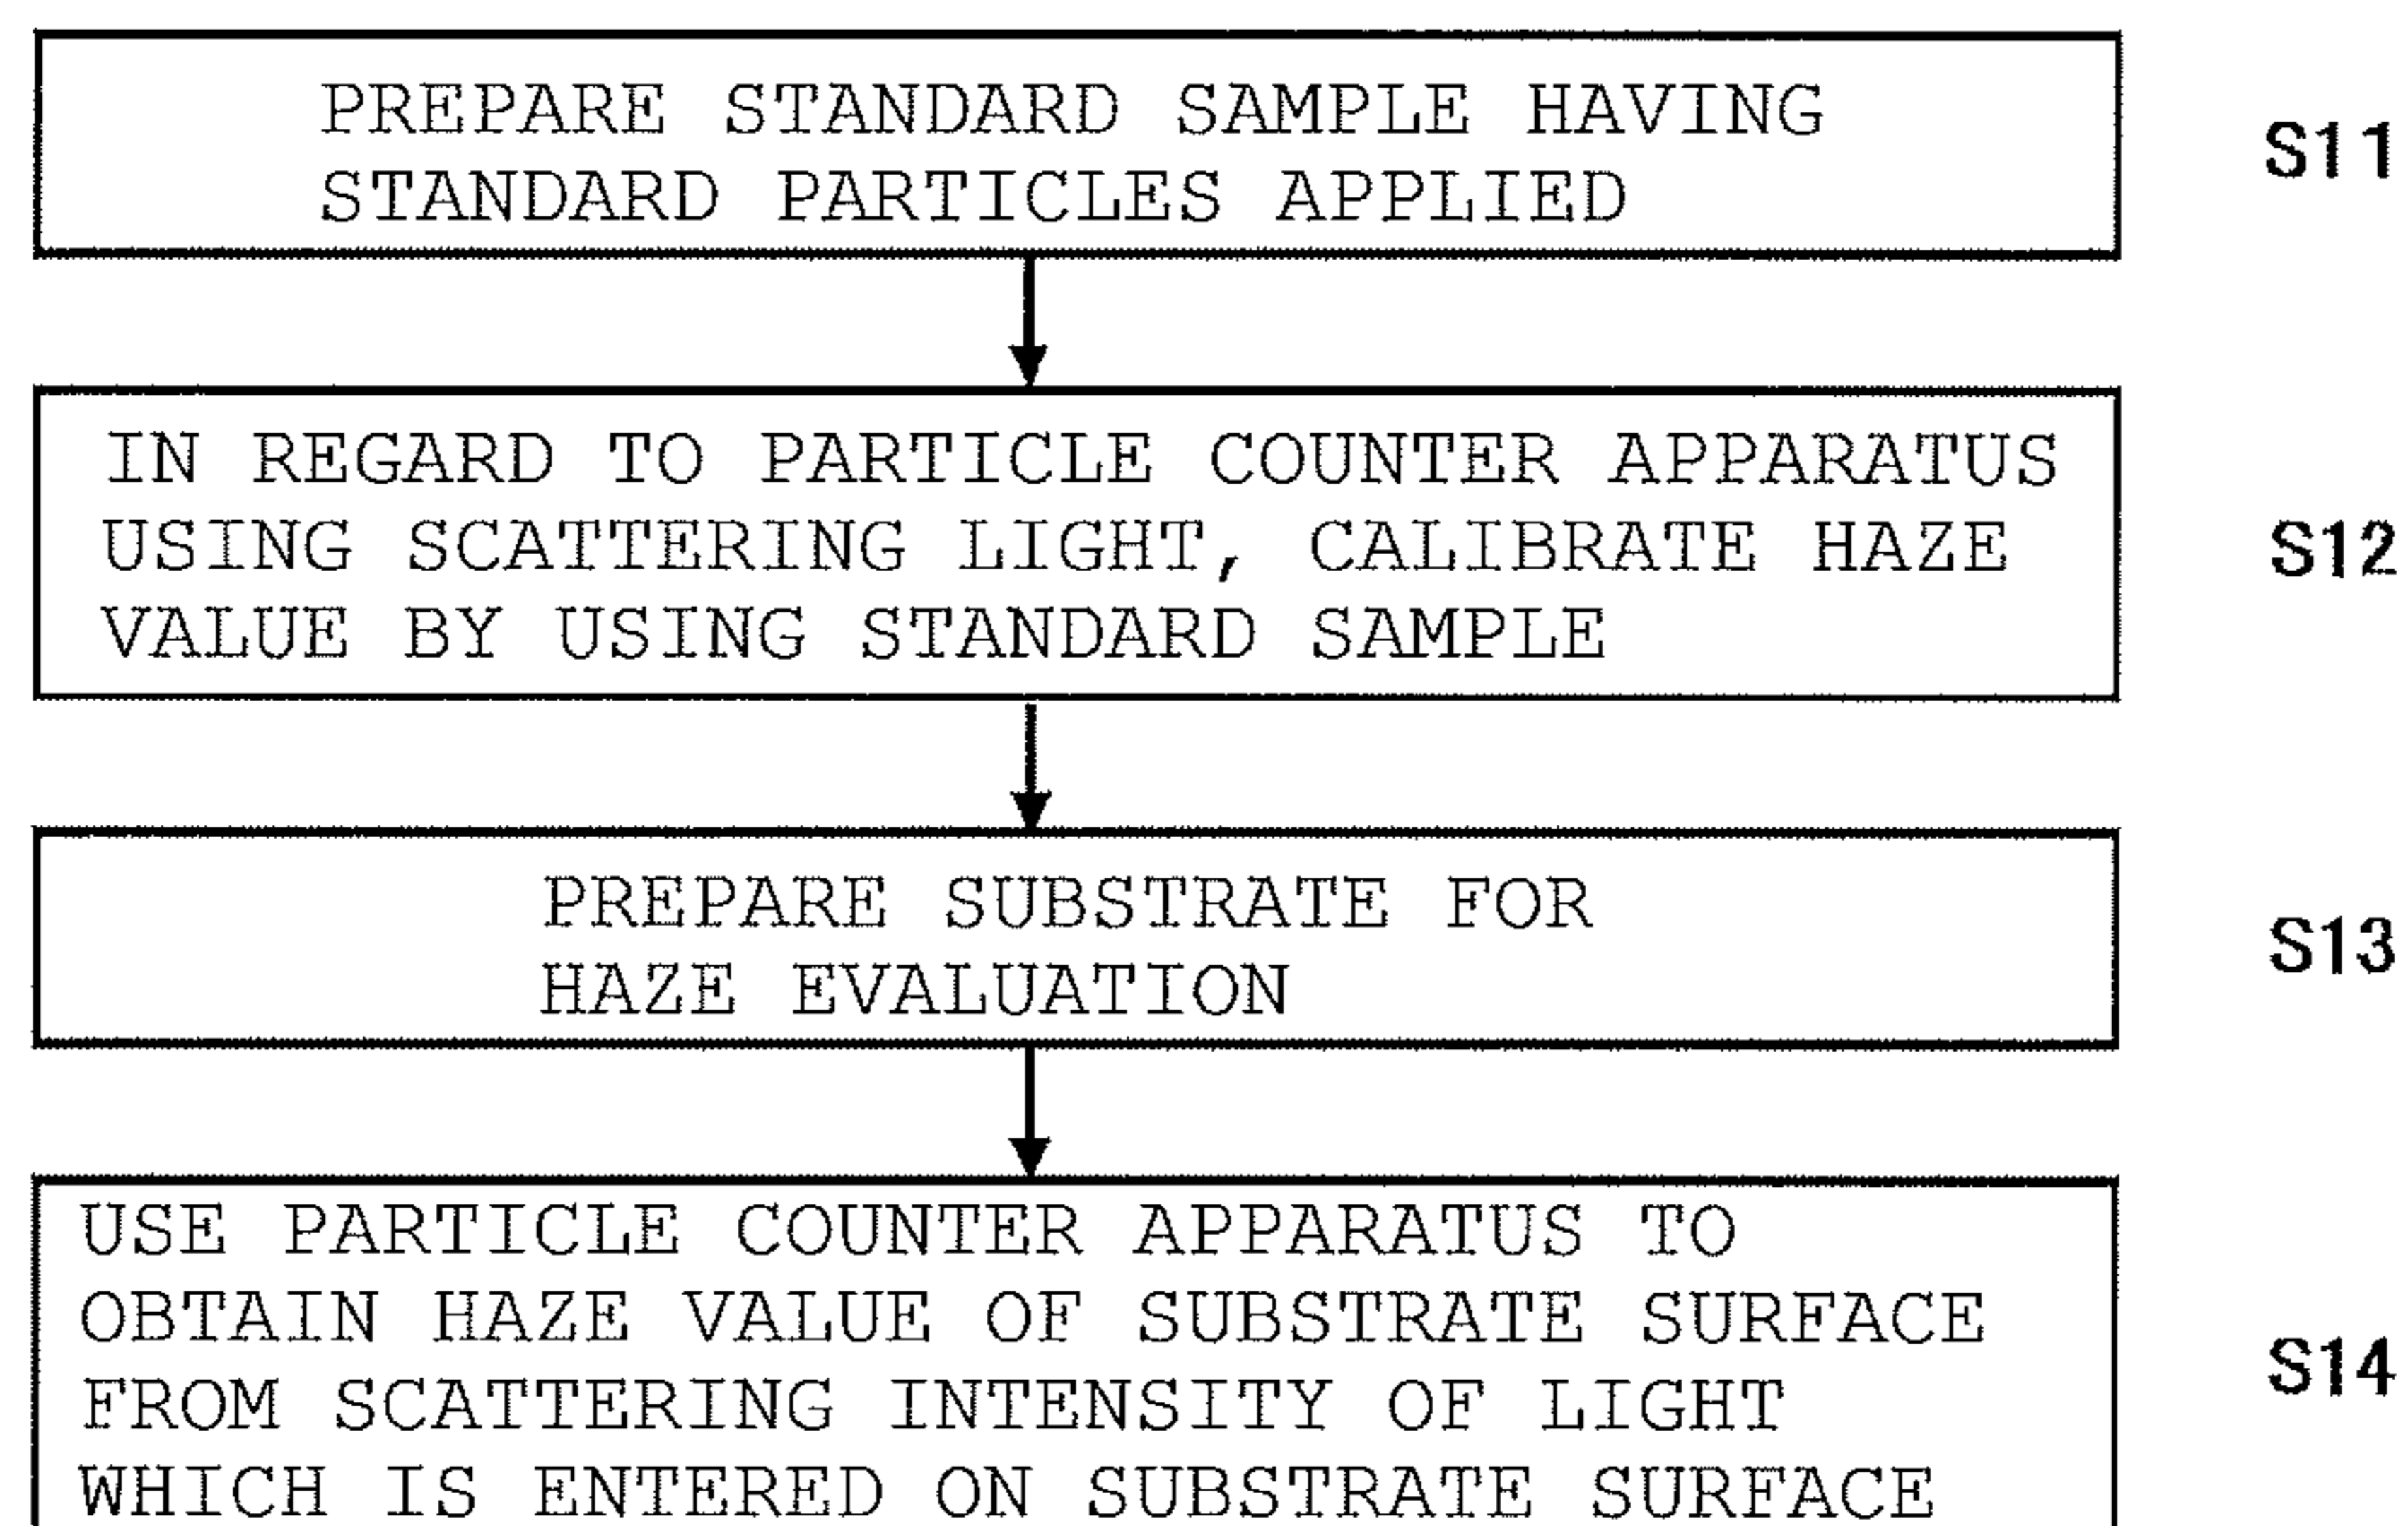 PREPARE STANDARD SAMPLE HAVING
STANDARD PARTICLES APPLIED
S11
IN REGARD TO PARTICLE COUNTER APPARATUS
USING SCATTERING LIGHT, CALIBRATE HAZE
VALUE BY USING STANDARD SAMPLE
S12
PREPARE SUBSTRATE FOR
HAZE EVALUATION
S13
USE PARTICLE COUNTER APPARATUS TO
OBTAIN HAZE VALUE OF SUBSTRATE SURFACE
FROM SCATTERING INTENSITY OF LIGHT
WHICH IS ENTERED ON SUBSTRATE SURFACE
S14